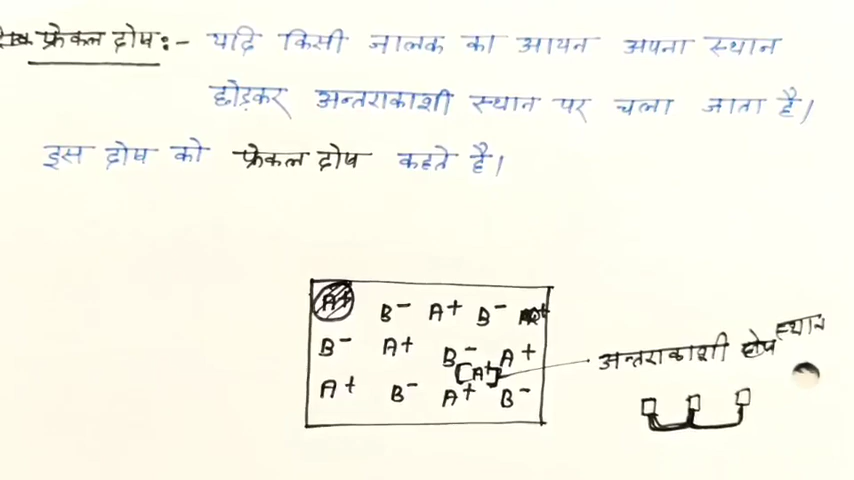 फ्रेंकल दोष:- यदि किसी जालक का आयन अपना स्थान
छोड़कर अन्तराकाशी स्थान पर चला जाता है।
इस दोष को फ्रेंकल दोष कहते है।
A+ B- A+ B-
B- A+ B- A+
[A+] अन्तराकाशी स्थान
A+ B- A+ B-